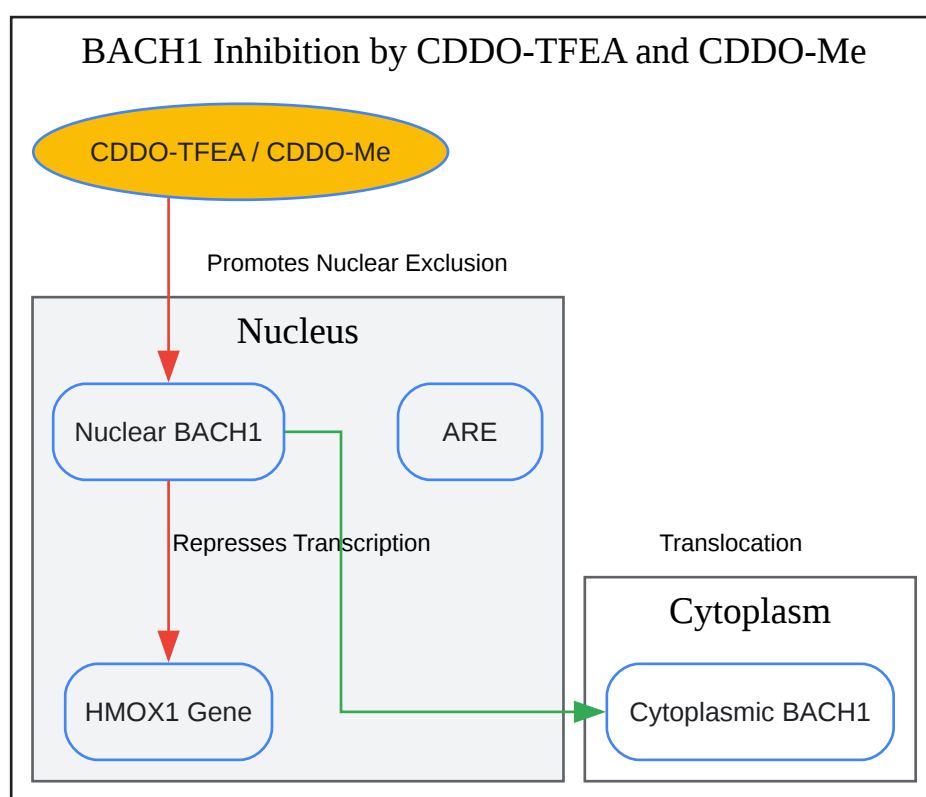 BACH1 Inhibition by CDDO-TFEA and CDDO-Me
CDDO-TFEA / CDDO-Me
Promotes Nuclear Exclusion
Nucleus
Nuclear BACH1
ARE
Represses Transcription
Translocation
Cytoplasm
HMOX1 Gene
Cytoplasmic BACH1